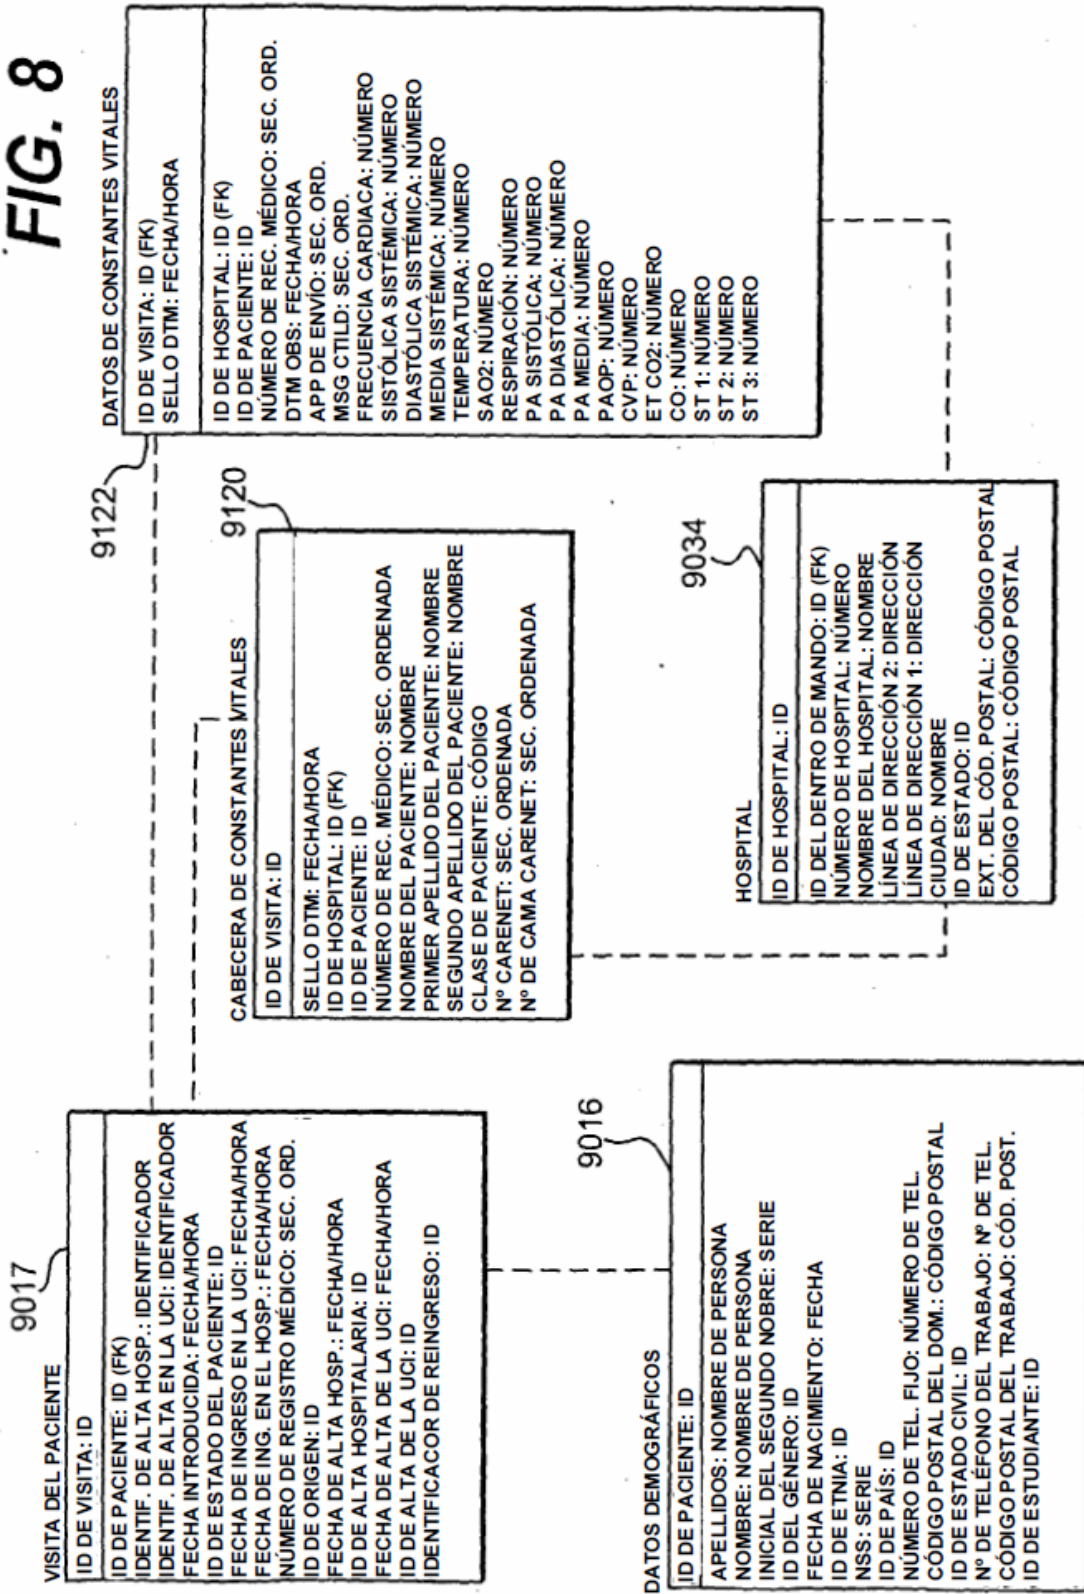 FIG. 8
9017
VISITA DEL PACIENTE
ID DE VISITA: ID
ID DE PACIENTE: ID (FK)
IDENTIF. DE ALTA HOSP.: IDENTIFICADOR
IDENTIF. DE ALTA EN LA UCI: IDENTIFICADOR
FECHA INTRODUCIDA: FECHA/HORA
ID DE ESTADO DEL PACIENTE: ID
FECHA DE INGRESO EN LA UCI: FECHA/HORA
FECHA DE ING. EN EL HOSP.: FECHA/HORA
NÚMERO DE REGISTRO MÉDICO: SEC. ORD.
ID DE ORIGEN: ID
FECHA DE ALTA HOSP.: FECHA/HORA
ID DE ALTA HOSPITALARIA: ID
FECHA DE ALTA DE LA UCI: FECHA/HORA
ID DE ALTA DE LA UCI: ID
IDENTIFICACOR DE REINGRESO: ID
9122
DATOS DE CONSTANTES VITALES
ID DE VISITA: ID (FK)
SELLO DTM: FECHA/HORA
ID DE HOSPITAL: ID (FK)
ID DE PACIENTE: ID
NÚMERO DE REC. MÉDICO: SEC. ORD.
DTM OBS: FECHA/HORA
APP DE ENVÍO: SEC. ORD.
MSG CTILD: SEC. ORD.
FRECUENCIA CARDIACA: NÚMERO
SISTÓLICA SISTÉMICA: NÚMERO
DIASTÓLICA SISTÉMICA: NÚMERO
MEDIA SISTÉMICA: NÚMERO
TEMPERATURA: NÚMERO
SAO2: NÚMERO
RESPIRACIÓN: NÚMERO
PA SISTÓLICA: NÚMERO
PA DIASTÓLICA: NÚMERO
PA MEDIA: NÚMERO
PAOP: NÚMERO
CVP: NÚMERO
ET CO2: NÚMERO
CO: NÚMERO
ST 1: NÚMERO
ST 2: NÚMERO
ST 3: NÚMERO
9120
CABECERA DE CONSTANTES VITALES
ID DE VISITA: ID
SELLO DTM: FECHA/HORA
ID DE HOSPITAL: ID (FK)
ID DE PACIENTE: ID
NÚMERO DE REC. MÉDICO: SEC. ORDENADA
NOMBRE DEL PACIENTE: NOMBRE
PRIMER APELLIDO DEL PACIENTE: NOMBRE
SEGUNDO APELLIDO DEL PACIENTE: NOMBRE
CLASE DE PACIENTE: CÓDIGO
Nº CARENET: SEC. ORDENADA
Nº DE CAMA CARENET: SEC. ORDENADA
9016
DATOS DEMOGRÁFICOS
ID DE PACIENTE: ID
APELLIDOS: NOMBRE DE PERSONA
NOMBRE: NOMBRE DE PERSONA
INICIAL DEL SEGUNDO NOBRE: SERIE
ID DEL GÉNERO: ID
FECHA DE NACIMIENTO: FECHA
ID DE ETNIA: ID
NSS: SERIE
ID DE PAÍS: ID
NÚMERO DE TEL. FIJO: NÚMERO DE TEL.
CÓDIGO POSTAL DEL DOM.: CÓDIGO POSTAL
ID DE ESTADO CIVIL: ID
Nº DE TELÉFONO DEL TRABAJO: Nº DE TEL.
CÓDIGO POSTAL DEL TRABAJO: CÓD. POST.
ID DE ESTUDIANTE: ID
9034
HOSPITAL
ID DE HOSPITAL: ID
ID DEL DENTRO DE MANDO: ID (FK)
NÚMERO DE HOSPITAL: NÚMERO
NOMBRE DEL HOSPITAL: NOMBRE
LÍNEA DE DIRECCIÓN 2: DIRECCIÓN
LÍNEA DE DIRECCIÓN 1: DIRECCIÓN
CIUDAD: NOMBRE
ID DE ESTADO: ID
EXT. DEL CÓD. POSTAL: CÓDIGO POSTAL
CÓDIGO POSTAL: CÓDIGO POSTAL